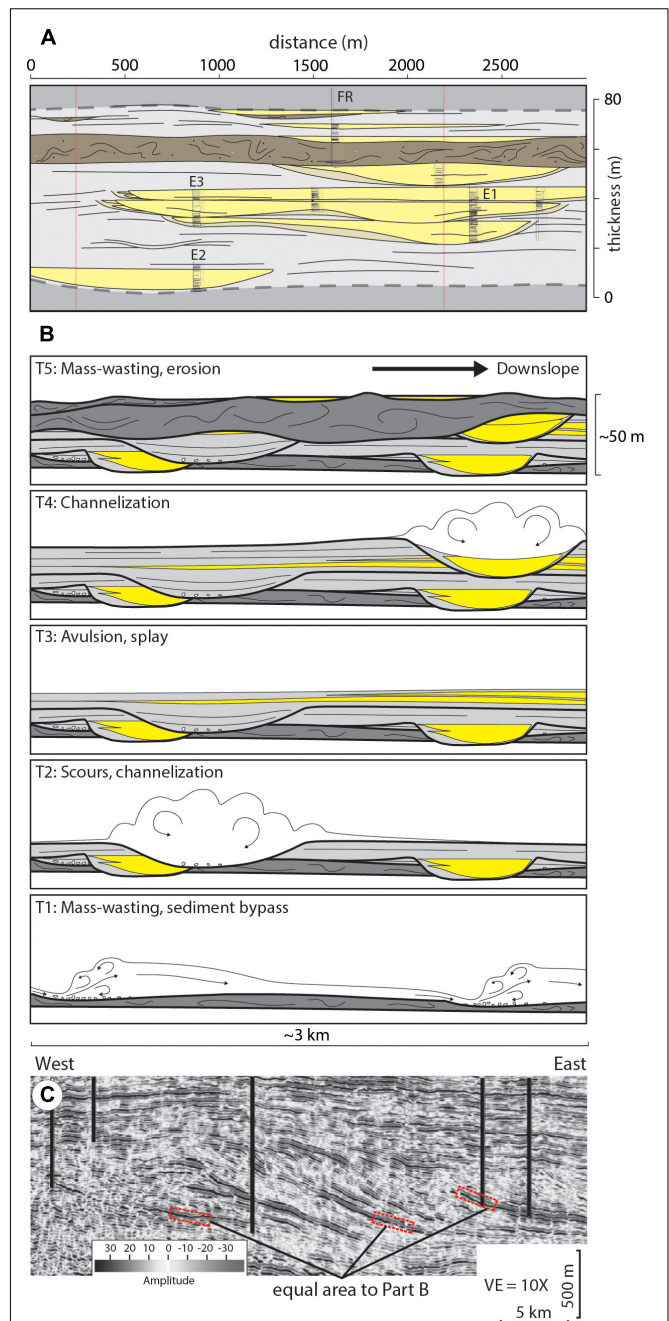 A
distance (m)
0 500 1000 1500 2000 2500
FR
80
E3
E1
thickness (m)
E2
0
B
T5: Mass-wasting, erosion
Downslope
~50 m
T4: Channelization
T3: Avulsion, splay
T2: Scours, channelization
T1: Mass-wasting, sediment bypass
~3 km
West East
C
30 20 10 0 -10 -20 -30
Amplitude
equal area to Part B
VE = 10X
500 m
5 km